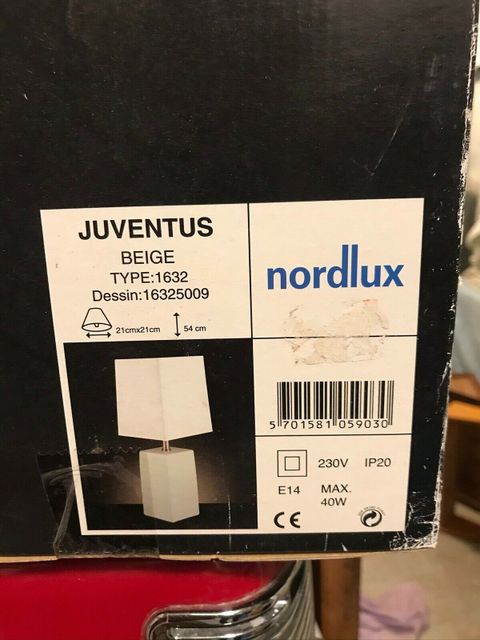 JUVENTUS
BEIGE
TYPE:1632
Dessin:16325009
21cmx21cm
54 cm
nordlux
5 701581 059030
230V IP20
E14 MAX.
40W
CE